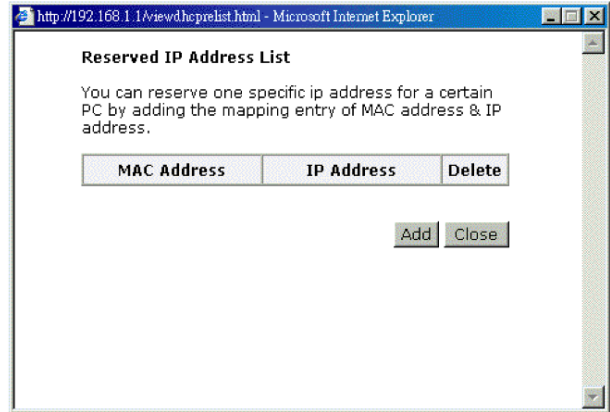 http://192.168.1.1/viewdhcprelist.html - Microsoft Internet Explorer
Reserved IP Address List
You can reserve one specific ip address for a certain
PC by adding the mapping entry of MAC address & IP
address.
MAC Address IP Address Delete
Add Close